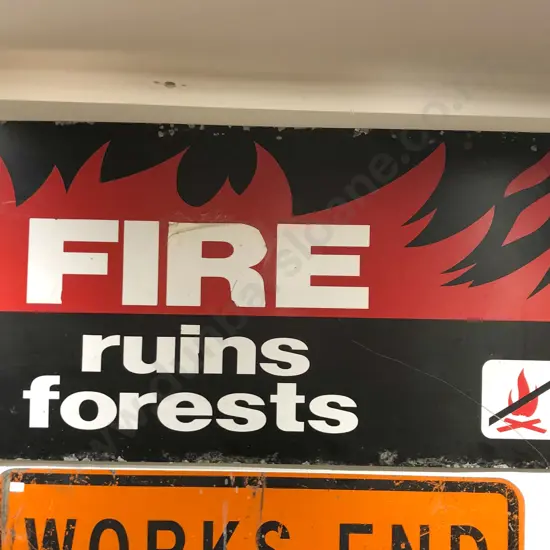 FIRE
ruins
forests
WORKS END